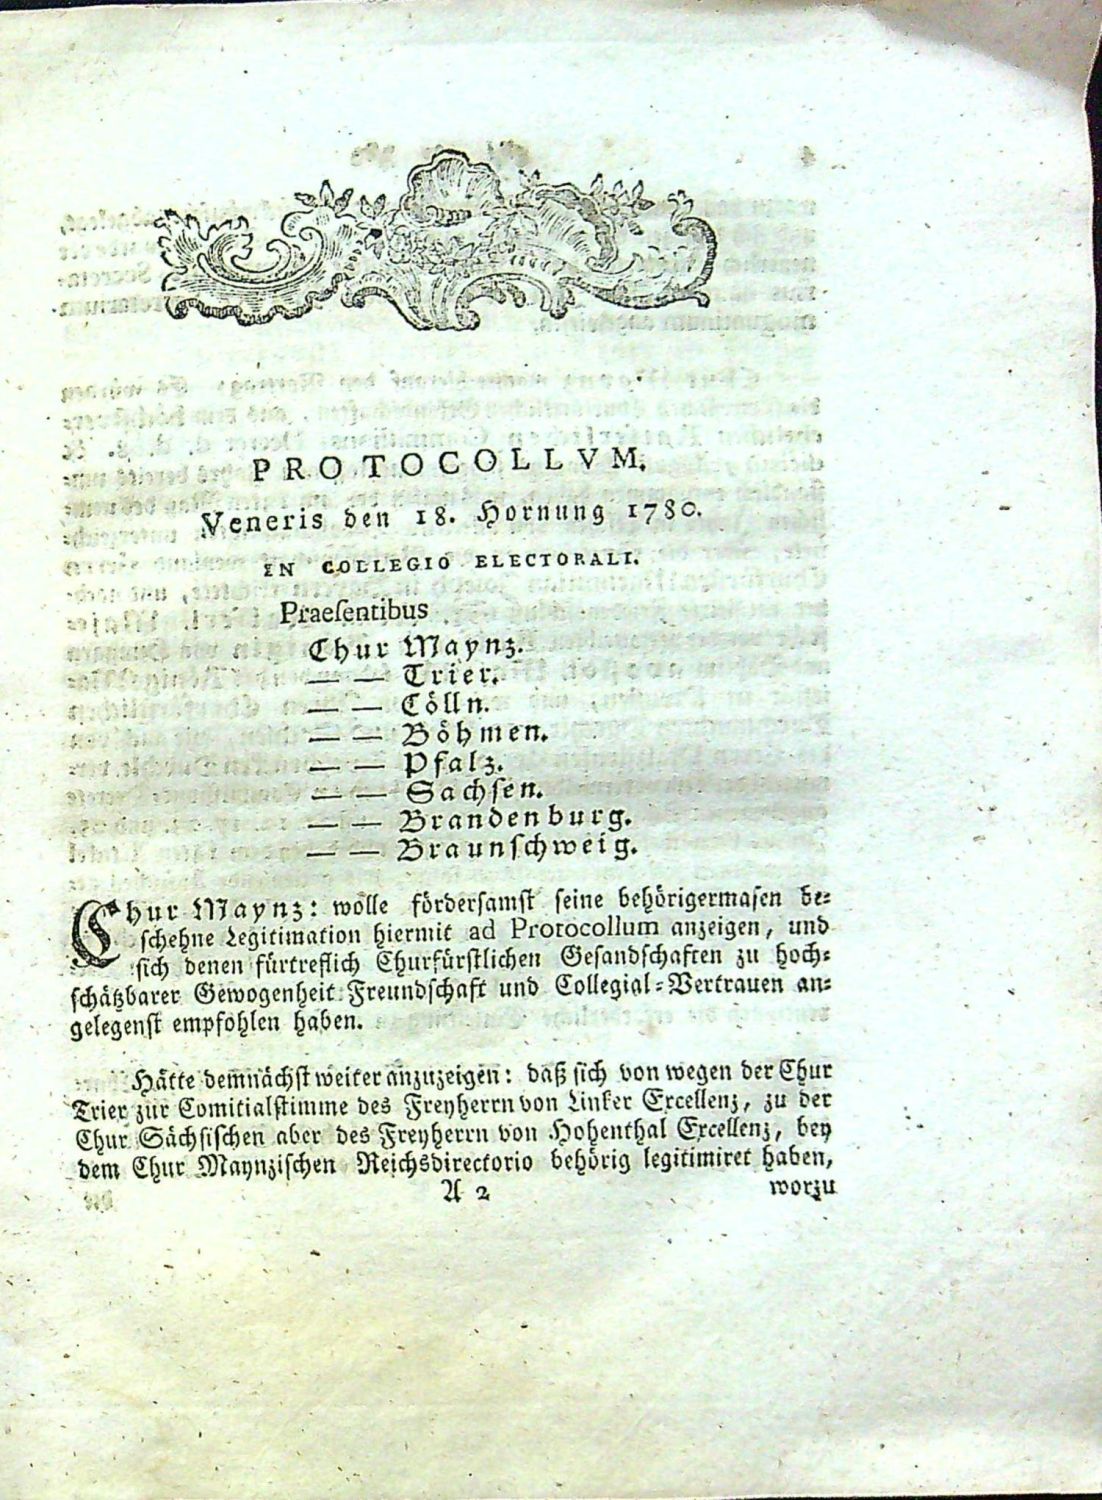 PROTOCOLLVM,
Veneris den 18. Hornung 1780.
IN COLLEGIO ELECTORALI.
Praeſentibus
Chur Maynz.
— — Trier.
— — Cölln.
— — Böhmen.
— — Pfalz.
— — Sachſen.
— — Brandenburg.
— — Braunſchweig.
Chur Maynz: wolle förderſamſt ſeine behörigermaſen be⸗
ſchehne Legitimation hiermit ad Protocollum anzeigen, und
ſich denen fürtreflich Churfürſtlichen Geſandſchaften zu hoch⸗
ſchätzbarer Gewogenheit Freundſchaft und Collegial⸗Vertrauen an⸗
gelegenſt empfohlen haben.
Hätte demnächſt weiter anzuzeigen: daß ſich von wegen der Chur
Trier zur Comitialſtimme des Freyherrn von Linker Excellenz, zu der
Chur Sächſiſchen aber des Freyherrn von Hohenthal Excellenz, bey
dem Chur Maynziſchen Reichsdirectorio behörig legitimiret haben,
A 2 worzu